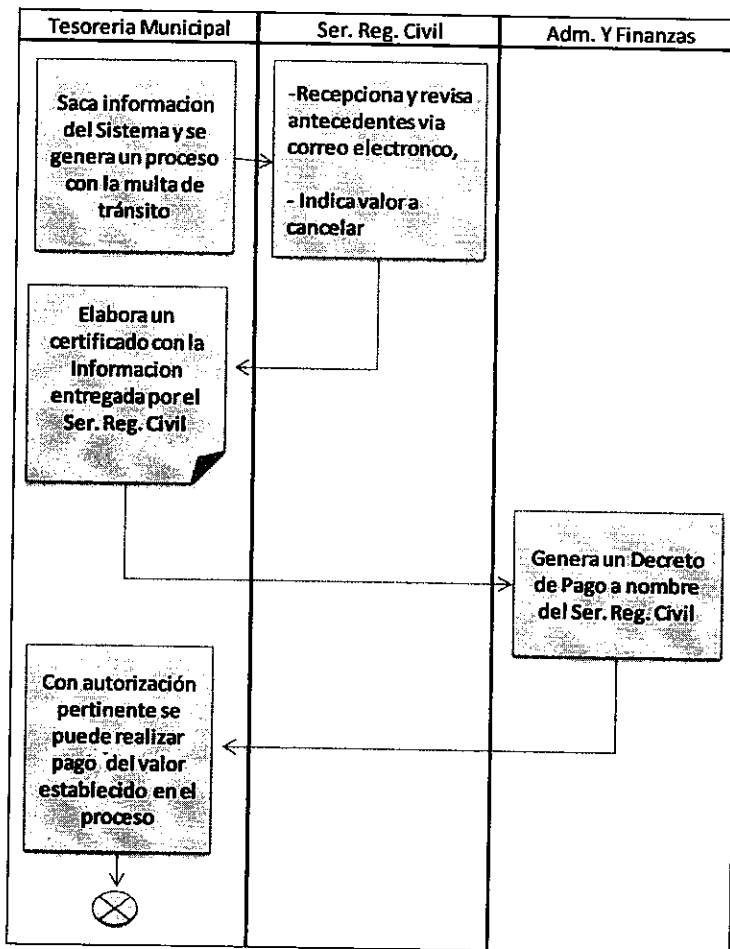 Tesoreria Municipal
Ser. Reg. Civil
Adm. Y Finanzas
Saca informacion
del Sistema y se
genera un proceso
con la multa de
tránsito
-Recepciona y revisa
antecedentes via
correo electronco,
- Indica valor a
cancelar
Elabora un
certificado con la
Informacion
entregada por el
Ser. Reg. Civil
Genera un Decreto
de Pago a nombre
del Ser. Reg. Civil
Con autorización
pertinente se
puede realizar
pago del valor
establecido en el
proceso